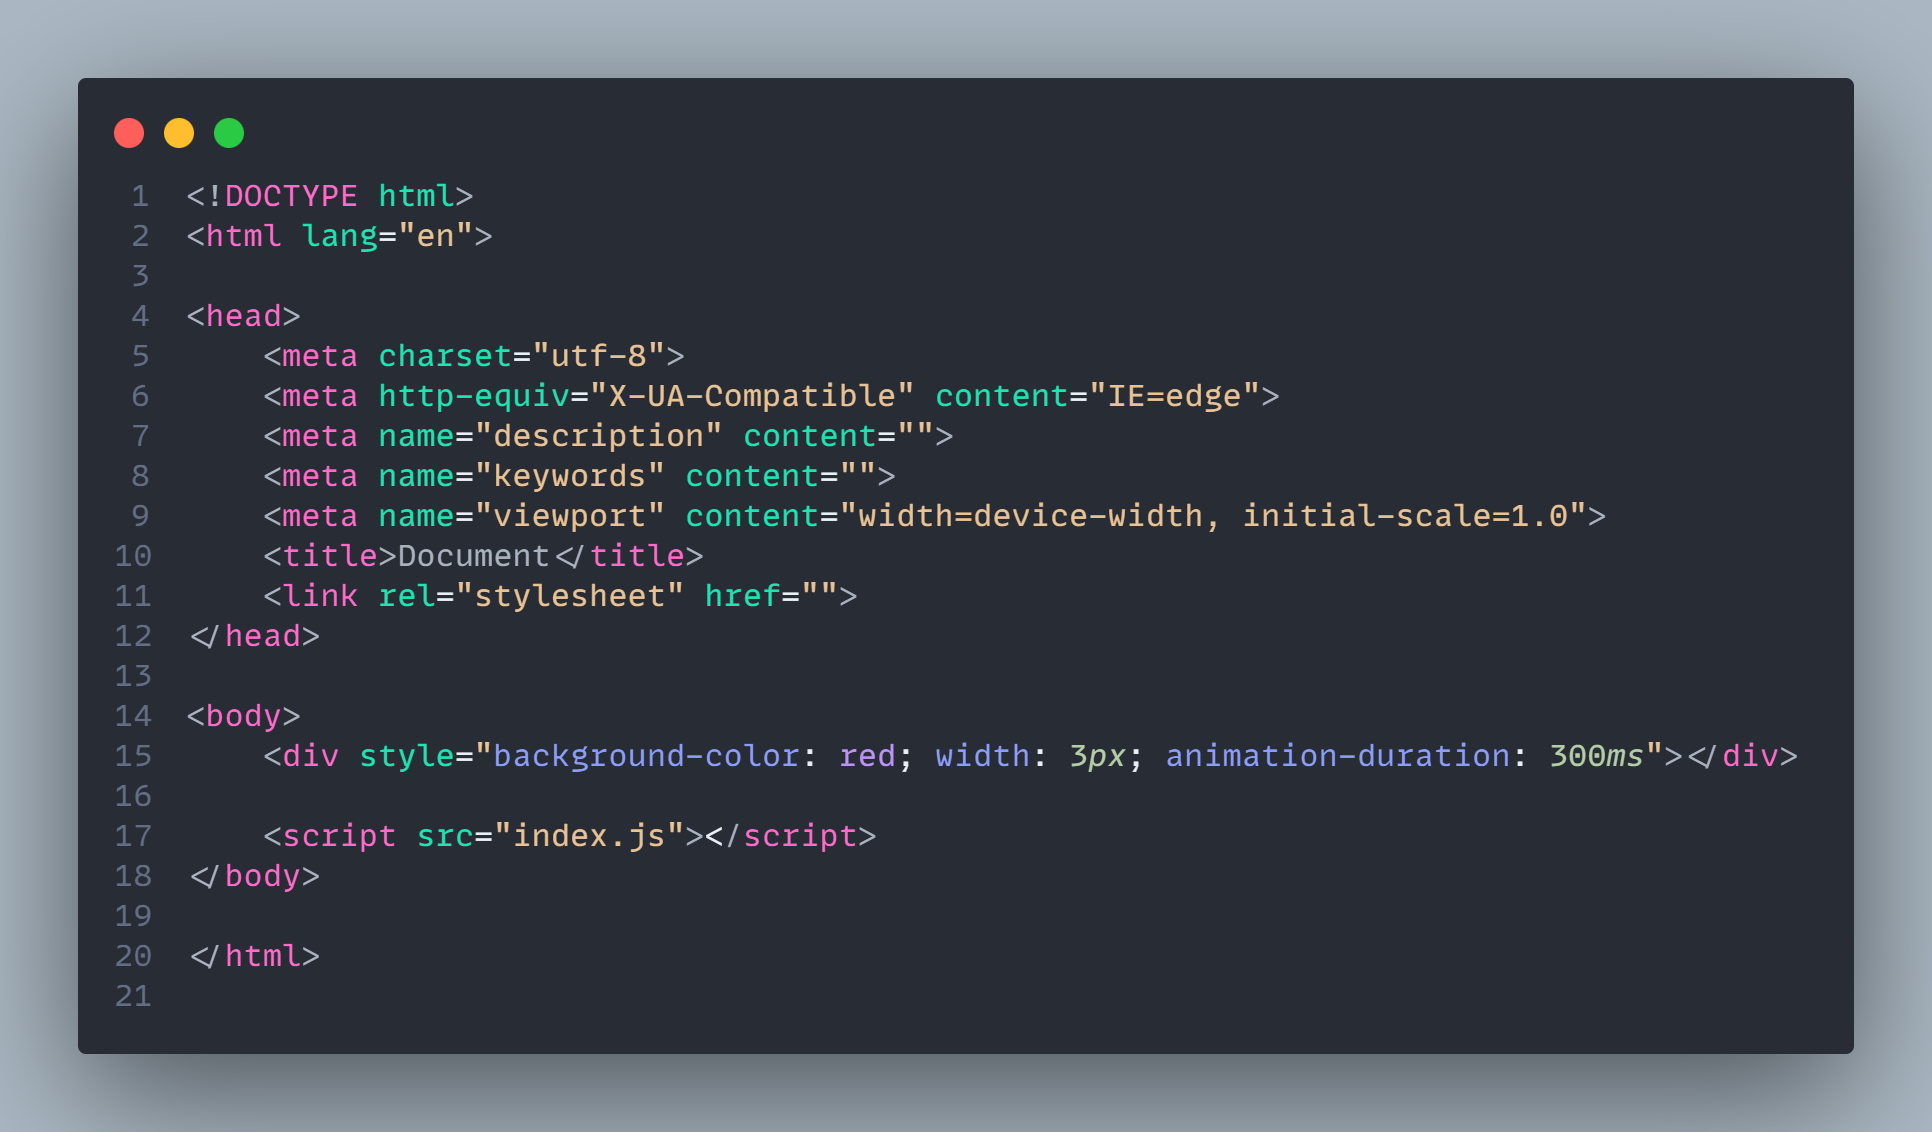 1 <!DOCTYPE html>
2 <html lang="en">
3
4 <head>
5     <meta charset="utf-8">
6     <meta http-equiv="X-UA-Compatible" content="IE=edge">
7     <meta name="description" content="">
8     <meta name="keywords" content="">
9     <meta name="viewport" content="width=device-width, initial-scale=1.0">
10     <title>Document</title>
11     <link rel="stylesheet" href="">
12 </head>
13
14 <body>
15     <div style="background-color: red; width: 3px; animation-duration: 300ms"></div>
16
17     <script src="index.js"></script>
18 </body>
19
20 </html>
21